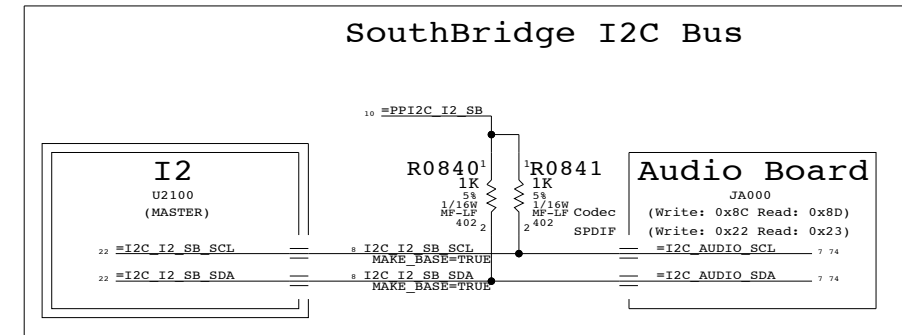 SouthBridge I2C Bus
10 =PPI2C_I2_SB
I2
U2100
(MASTER)
R0840 1
1K
5%
1/16W
MF-LF
402
2
1 R0841
1K
5%
1/16W
MF-LF
402
2
Codec
SPDIF
Audio Board
JA000
(Write: 0x8C Read: 0x8D)
(Write: 0x22 Read: 0x23)
22 =I2C_I2_SB_SCL
8 I2C_I2_SB_SCL
MAKE_BASE=TRUE
=I2C_AUDIO_SCL 7 74
22 =I2C_I2_SB_SDA
8 I2C_I2_SB_SDA
MAKE_BASE=TRUE
=I2C_AUDIO_SDA 7 74